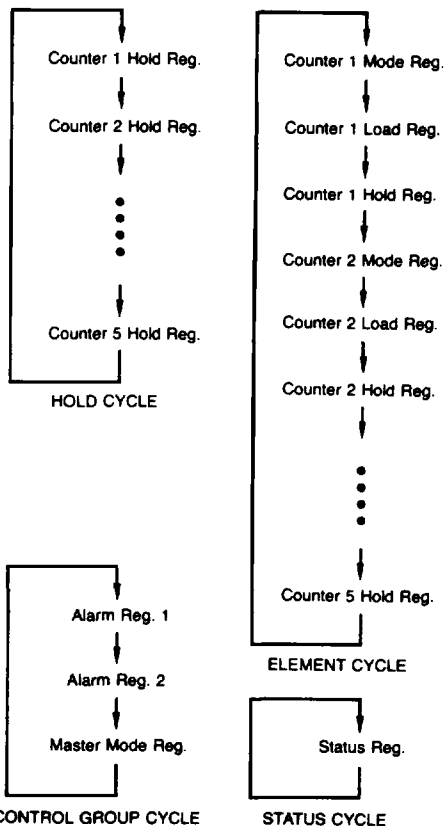 Counter 1 Hold Reg.
Counter 2 Hold Reg.
Counter 5 Hold Reg.
HOLD CYCLE
Counter 1 Mode Reg.
Counter 1 Load Reg.
Counter 1 Hold Reg.
Counter 2 Mode Reg.
Counter 2 Load Reg.
Counter 2 Hold Reg.
Counter 5 Hold Reg.
ELEMENT CYCLE
Alarm Reg. 1
Alarm Reg. 2
Master Mode Reg.
CONTROL GROUP CYCLE
Status Reg.
STATUS CYCLE